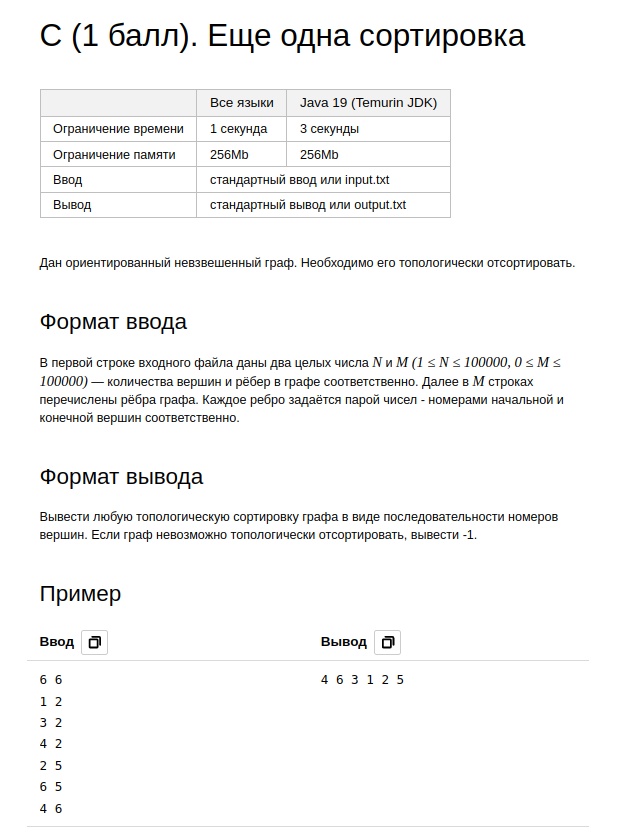 C (1 балл). Еще одна сортировка
Все языки Java 19 (Temurin JDK)
Ограничение времени 1 секунда 3 секунды
Ограничение памяти 256Mb 256Mb
Ввод стандартный ввод или input.txt
Вывод стандартный вывод или output.txt
Дан ориентированный невзвешенный граф. Необходимо его топологически отсортировать.
Формат ввода
В первой строке входного файла даны два целых числа N и M (1 ≤ N ≤ 100000, 0 ≤ M ≤
100000) — количества вершин и рёбер в графе соответственно. Далее в M строках
перечислены рёбра графа. Каждое ребро задаётся парой чисел - номерами начальной и
конечной вершин соответственно.
Формат вывода
Вывести любую топологическую сортировку графа в виде последовательности номеров
вершин. Если граф невозможно топологически отсортировать, вывести -1.
Пример
Ввод Вывод
6 6 4 6 3 1 2 5
1 2
3 2
4 2
2 5
6 5
4 6